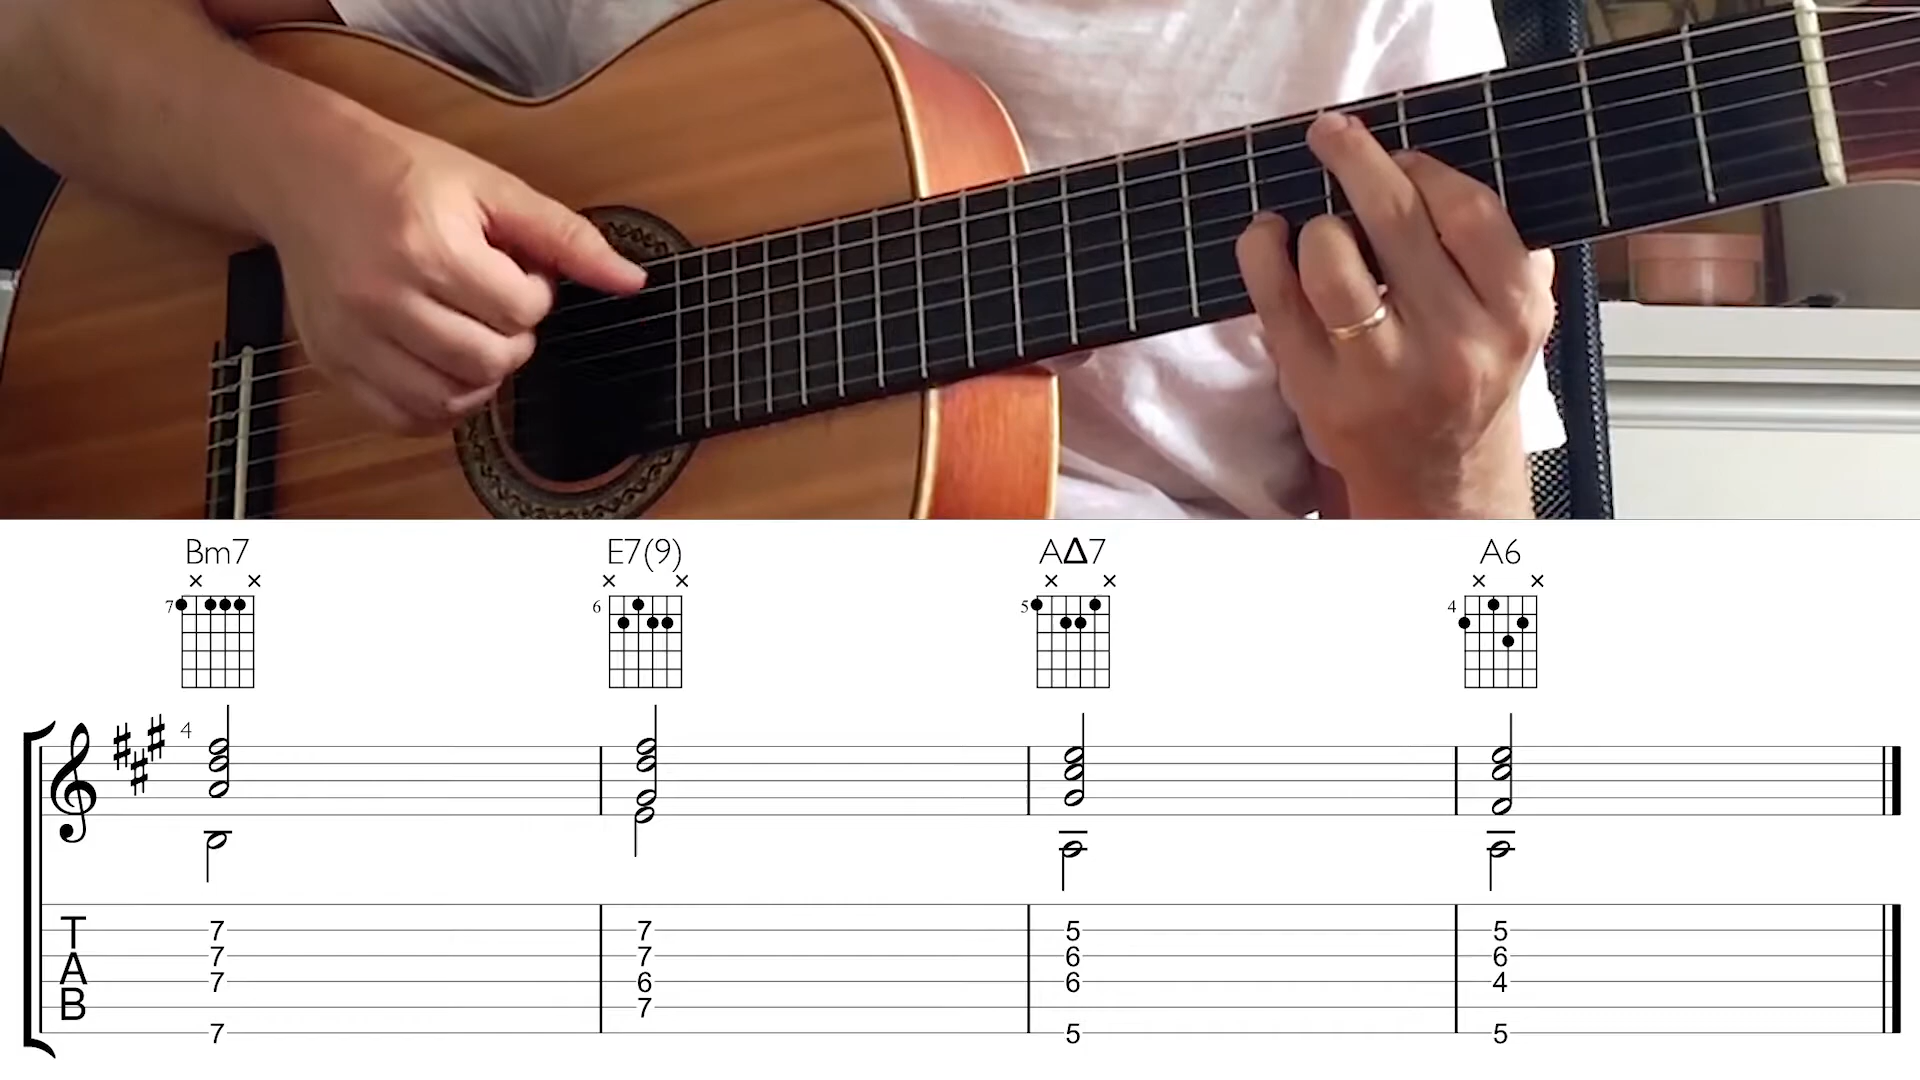 Bm7 E7(9) A∆7 A6
× × × × × × × ×
7 6 5 4
4
T 7 7 5 5
7 7 6 6
A 7 6 6 4
B 7
7 5 5